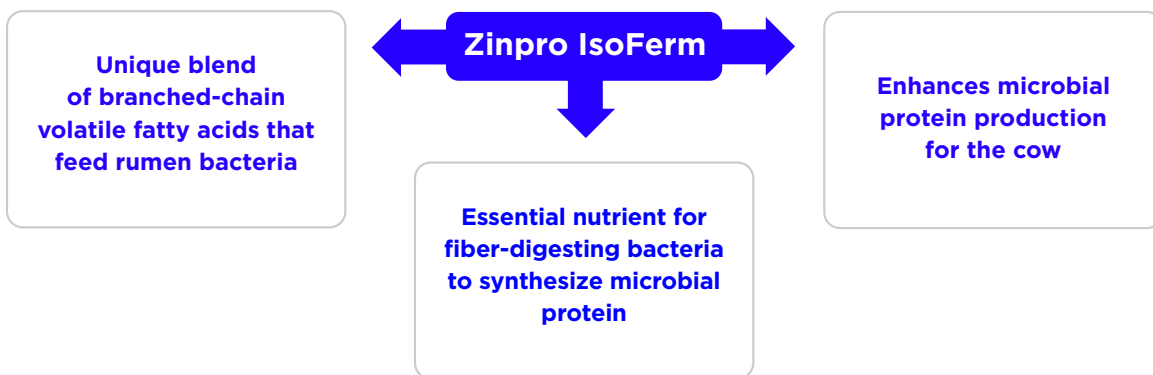 Zinpro IsoFerm
Unique blend
of branched-chain
volatile fatty acids that
feed rumen bacteria
Essential nutrient for
fiber-digesting bacteria
to synthesize microbial
protein
Enhances microbial
protein production
for the cow